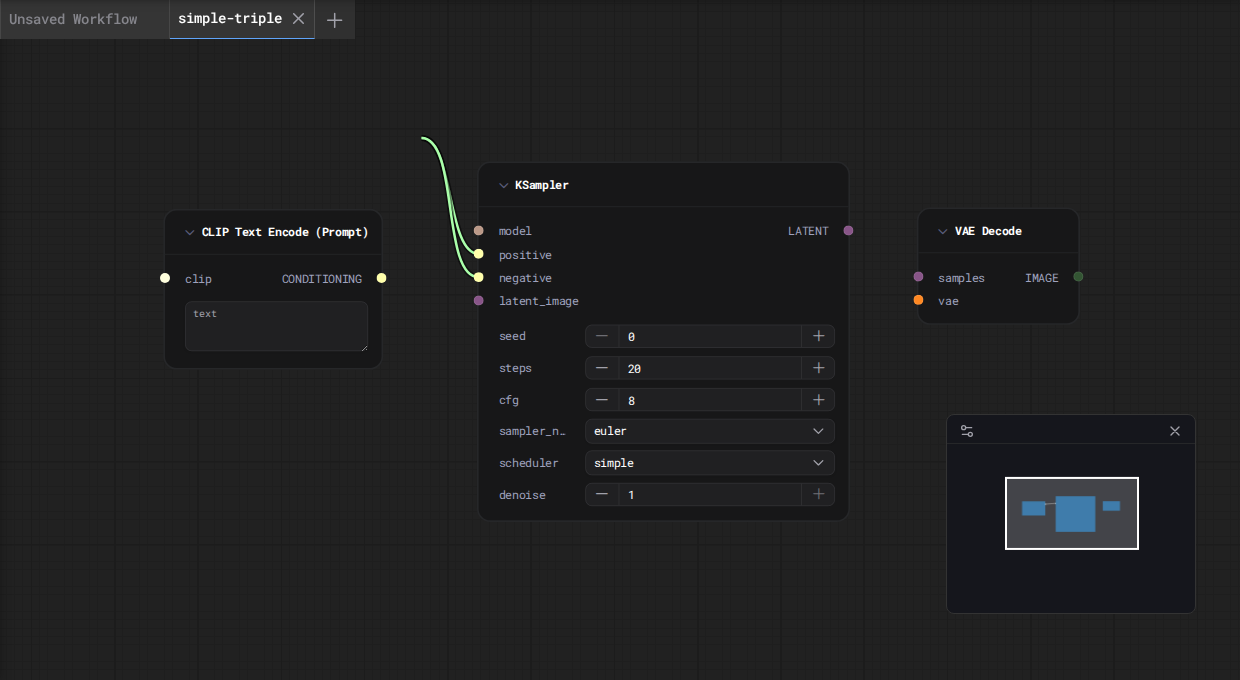 Unsaved Workflow
simple-triple
CLIP Text Encode (Prompt)
clip
CONDITIONING
text
KSampler
model
LATENT
positive
negative
latent_image
seed
0
steps
20
cfg
8
sampler_n…
euler
scheduler
simple
denoise
1
VAE Decode
samples
IMAGE
vae